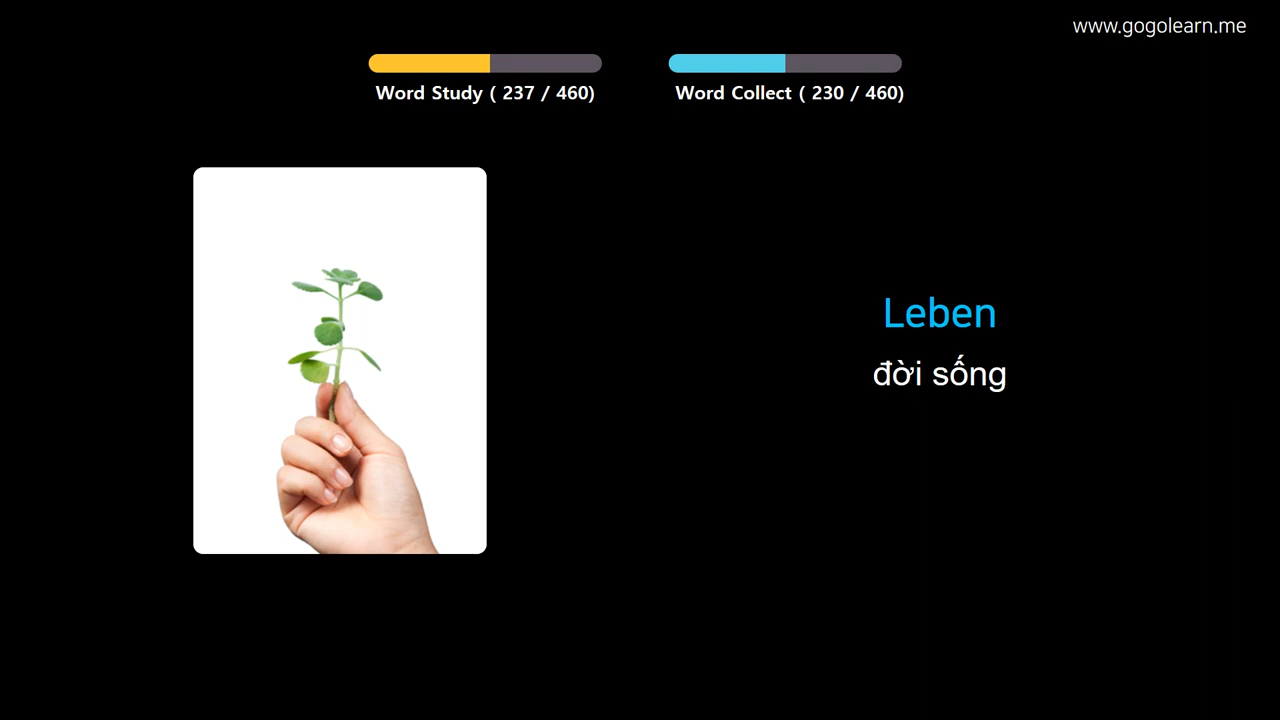 www.gogolearn.me
Word Study ( 237 / 460)
Word Collect ( 230 / 460)
Leben
đời sống